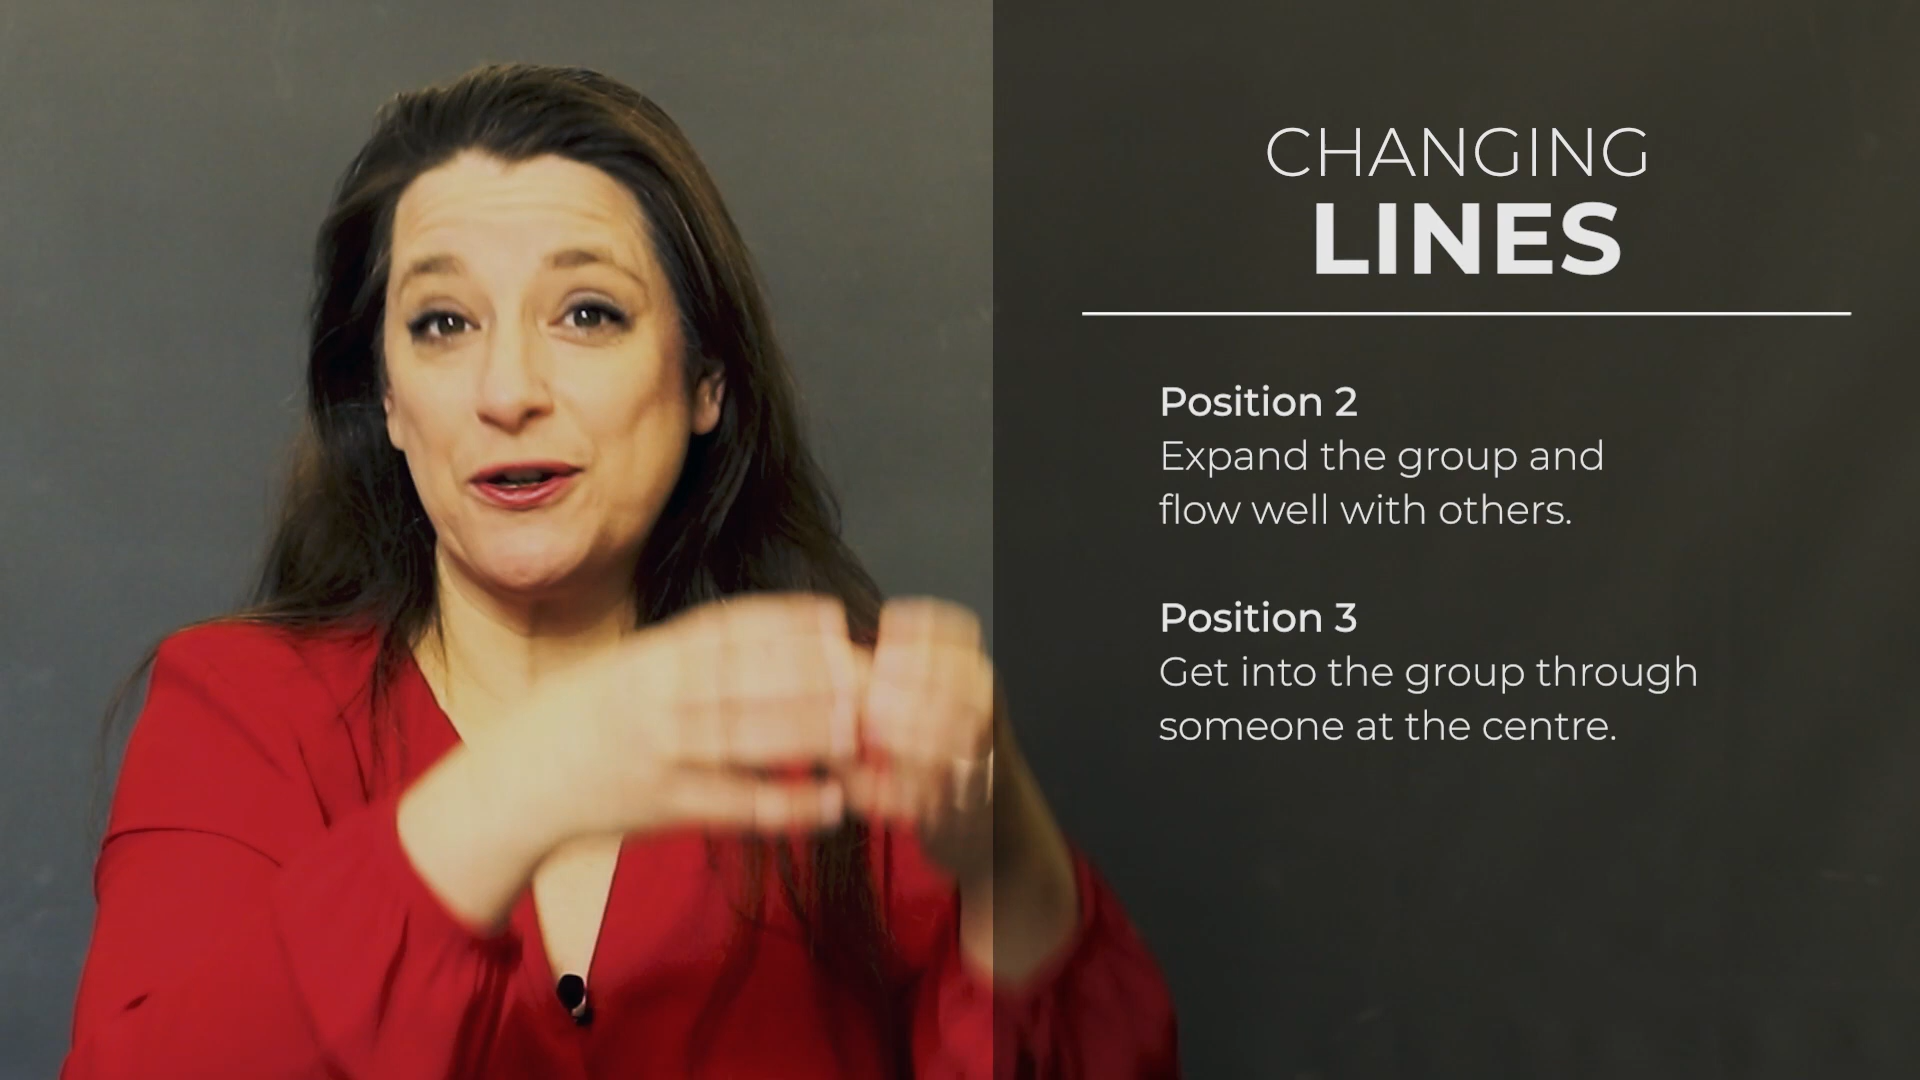 CHANGING
LINES
Position 2
Expand the group and
flow well with others.
Position 3
Get into the group through
someone at the centre.